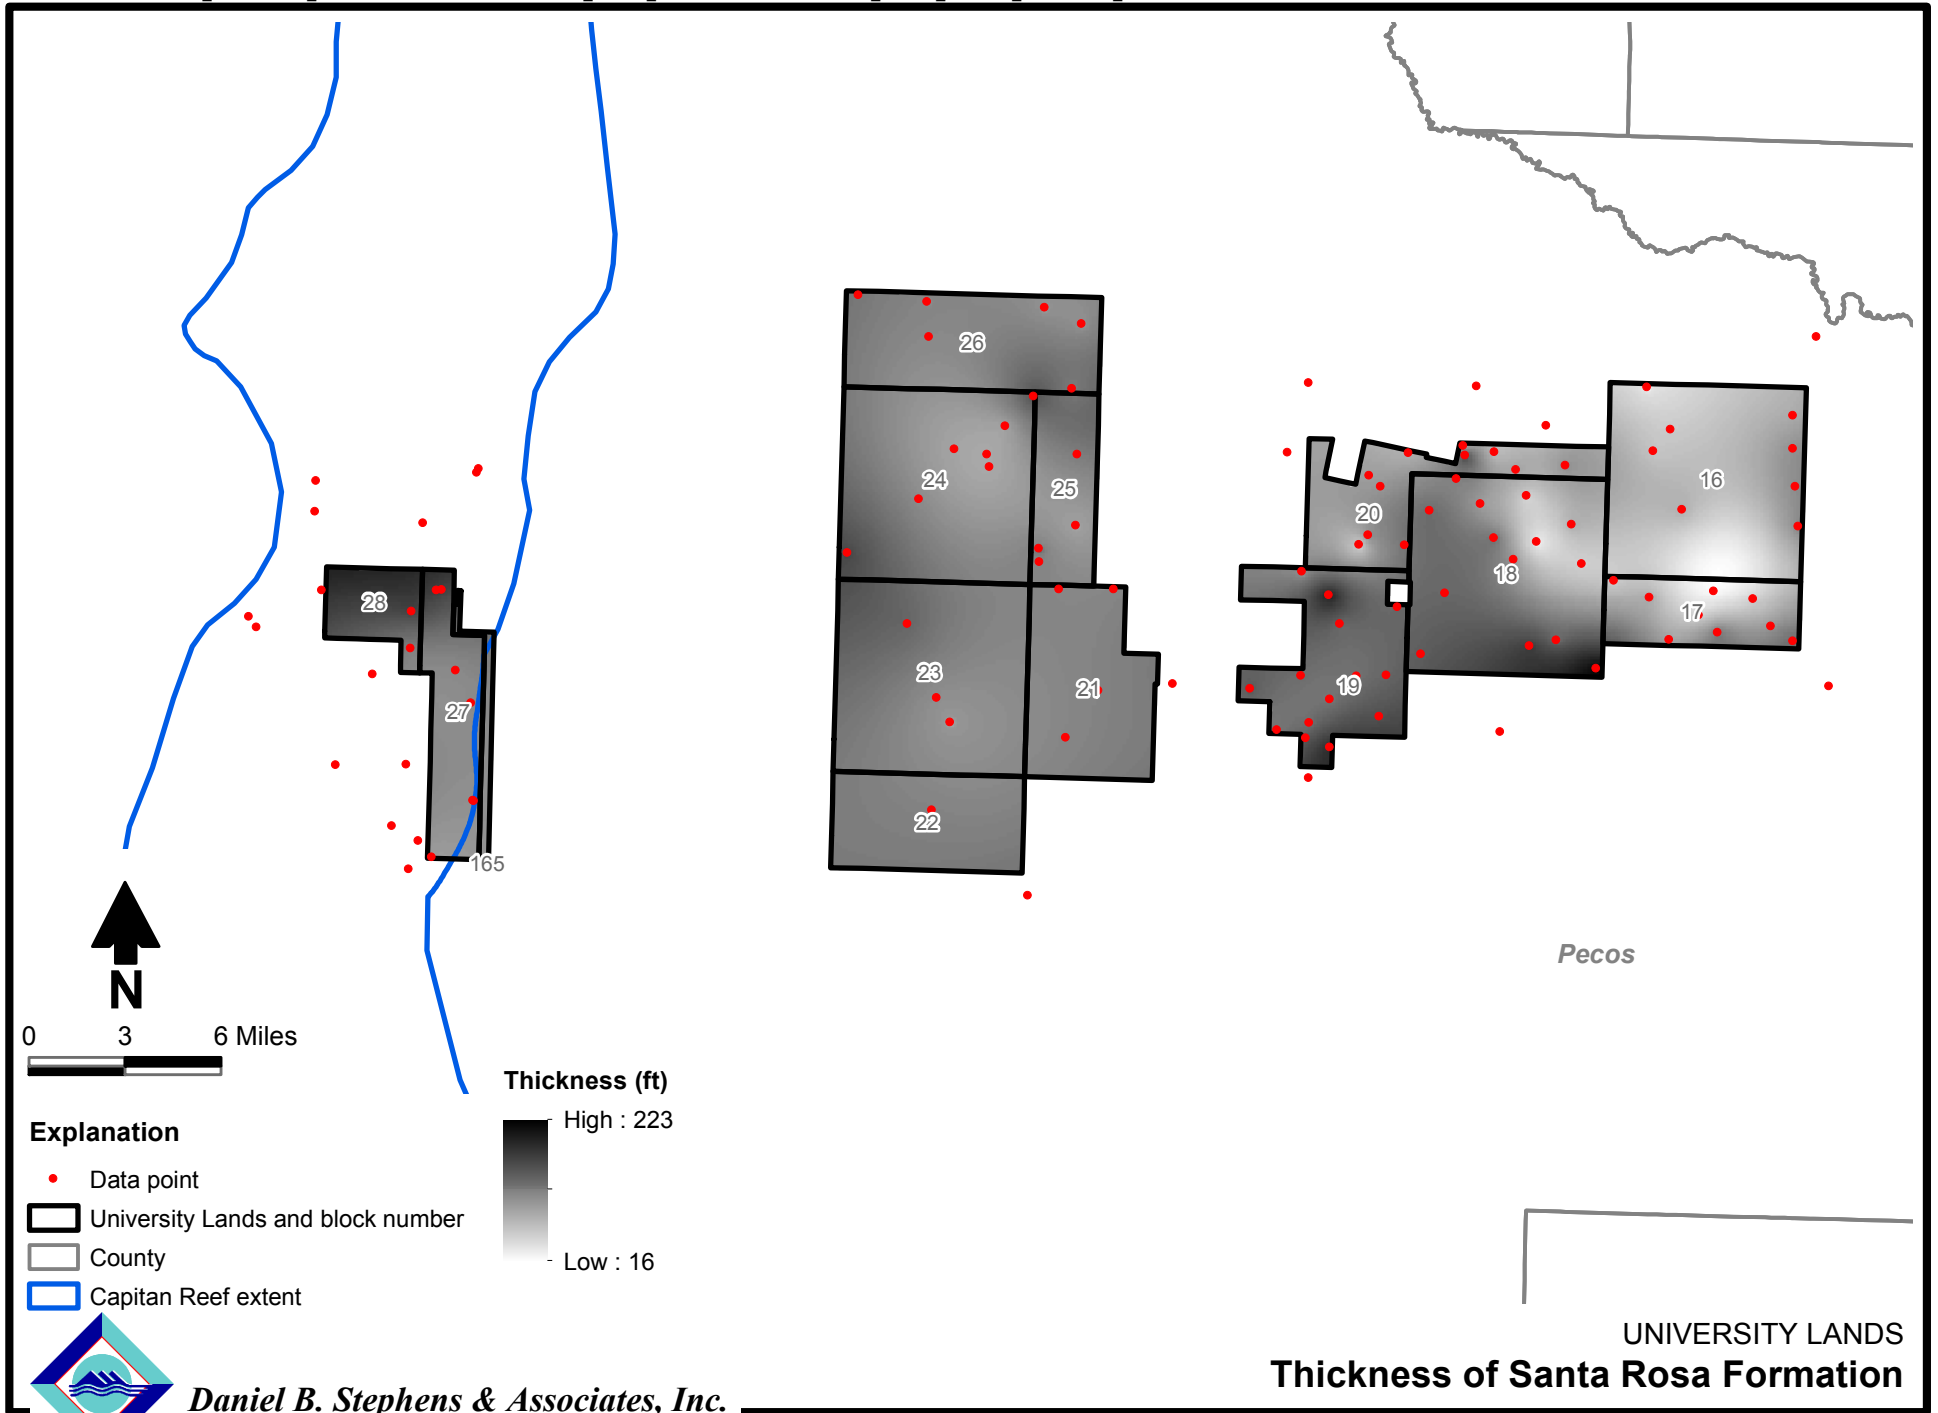 26
24
25
16
20
18
28
17
23
21
19
27
22
165
Pecos
N
0 3 6 Miles
Thickness (ft)
High : 223
Low : 16
Explanation
Data point
University Lands and block number
County
Capitan Reef extent
UNIVERSITY LANDS
Thickness of Santa Rosa Formation
Daniel B. Stephens & Associates, Inc.